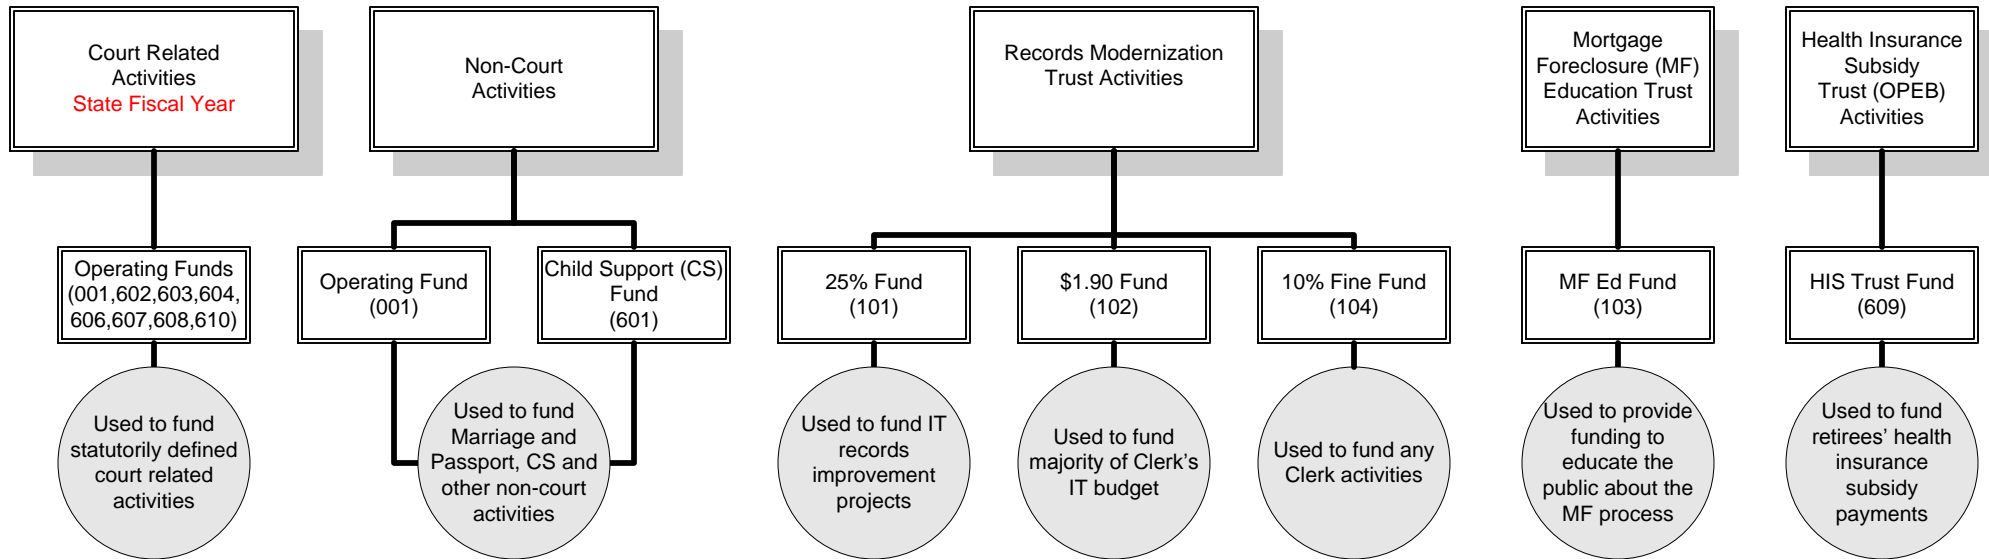 Court Related
Activities
State Fiscal Year
Non-Court
Activities
Records Modernization
Trust Activities
Mortgage
Foreclosure (MF)
Education Trust
Activities
Health Insurance
Subsidy
Trust (OPEB)
Activities
Operating Funds
(001,602,603,604,
606,607,608,610)
Operating Fund
(001)
Child Support (CS)
Fund
(601)
25% Fund
(101)
$1.90 Fund
(102)
10% Fine Fund
(104)
MF Ed Fund
(103)
HIS Trust Fund
(609)
Used to fund
statutorily defined
court related
activities
Used to fund
Marriage and
Passport, CS and
other non-court
activities
Used to fund IT
records
improvement
projects
Used to fund
majority of Clerk's
IT budget
Used to fund any
Clerk activities
Used to provide
funding to
educate the
public about the
MF process
Used to fund
retirees' health
insurance
subsidy
payments